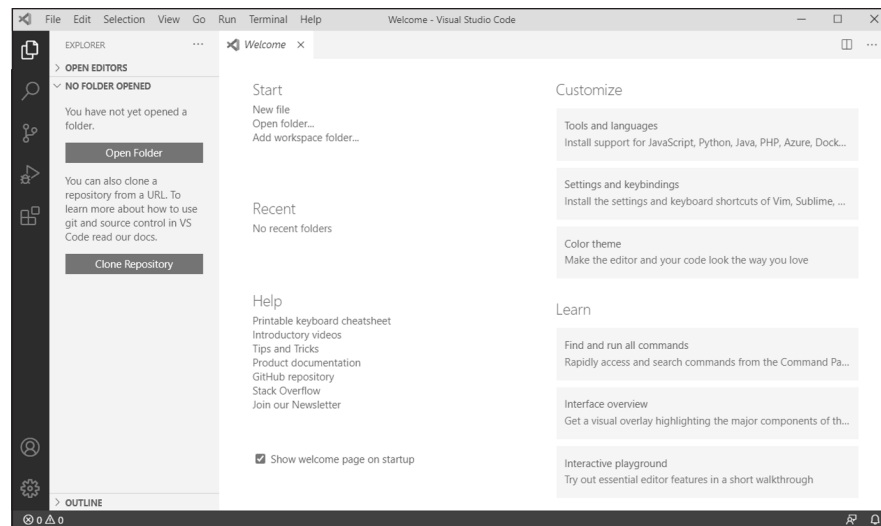 File Edit Selection View Go Run Terminal Help
Welcome - Visual Studio Code
EXPLORER
OPEN EDITORS
NO FOLDER OPENED
You have not yet opened a
folder.
Open Folder
You can also clone a
repository from a URL. To
learn more about how to use
git and source control in VS
Code read our docs.
Clone Repository
OUTLINE
Welcome
Start
New file
Open folder...
Add workspace folder...
Recent
No recent folders
Help
Printable keyboard cheatsheet
Introductory videos
Tips and Tricks
Product documentation
GitHub repository
Stack Overflow
Join our Newsletter
Show welcome page on startup
Customize
Tools and languages
Install support for JavaScript, Python, Java, PHP, Azure, Dock...
Settings and keybindings
Install the settings and keyboard shortcuts of Vim, Sublime, ...
Color theme
Make the editor and your code look the way you love
Learn
Find and run all commands
Rapidly access and search commands from the Command Pa...
Interface overview
Get a visual overlay highlighting the major components of th...
Interactive playground
Try out essential editor features in a short walkthrough
0 0